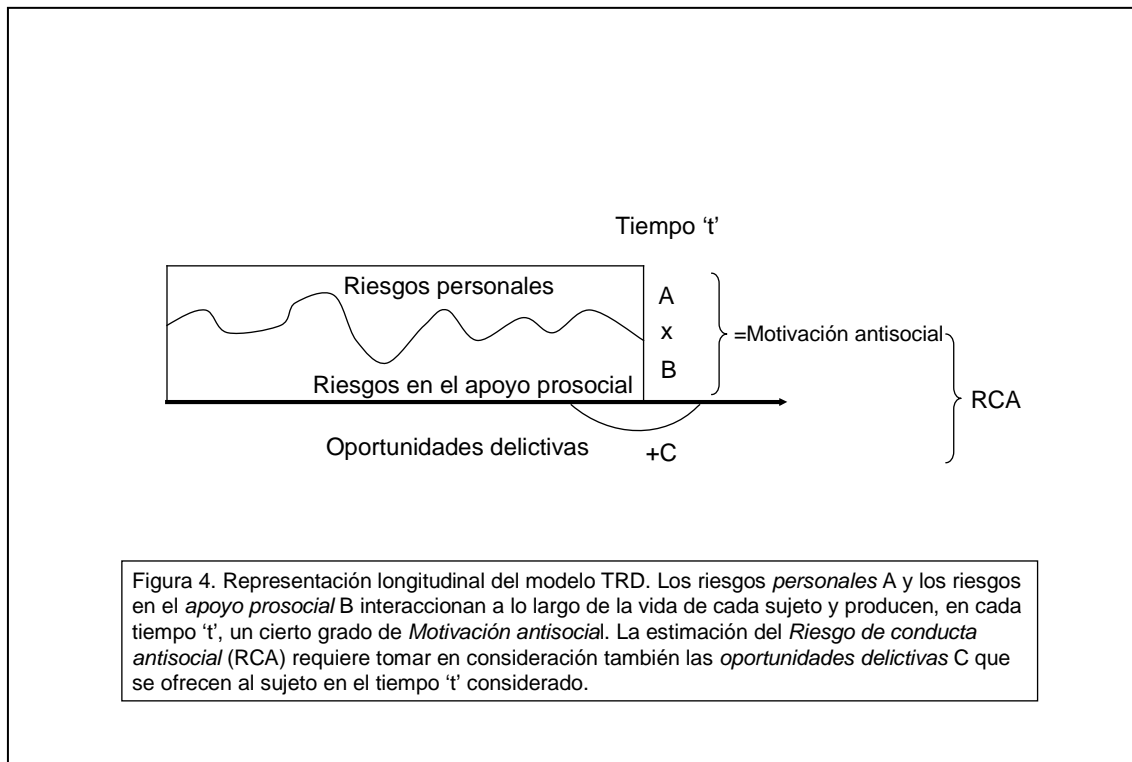 Tiempo ‘t’
Riesgos personales
A
x
B
=Motivación antisocial
Riesgos en el apoyo prosocial
RCA
Oportunidades delictivas
+C
Figura 4. Representación longitudinal del modelo TRD. Los riesgos personales A y los riesgos
en el apoyo prosocial B interaccionan a lo largo de la vida de cada sujeto y producen, en cada
tiempo ‘t’, un cierto grado de Motivación antisocial. La estimación del Riesgo de conducta
antisocial (RCA) requiere tomar en consideración también las oportunidades delictivas C que
se ofrecen al sujeto en el tiempo ‘t’ considerado.